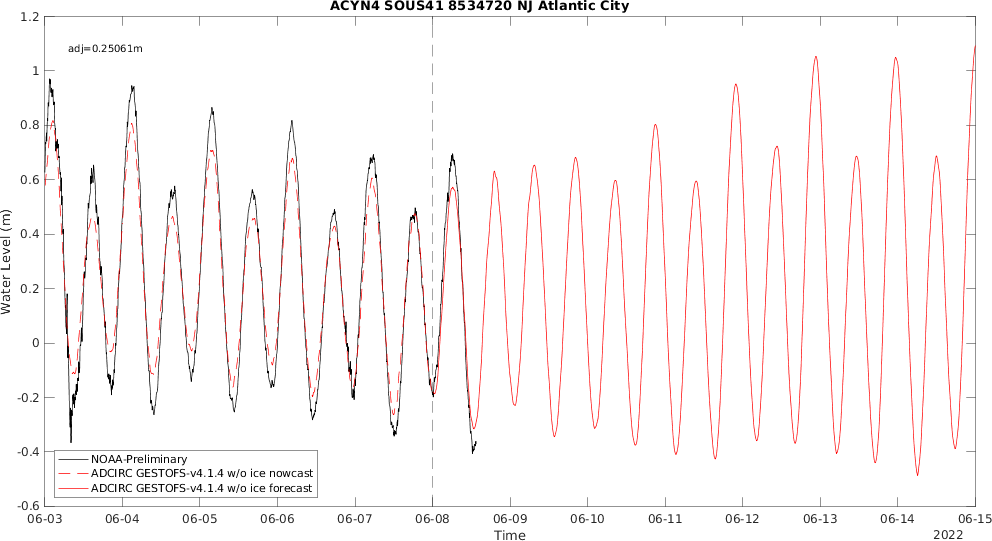 ACYN4 SOUS41 8534720 NJ Atlantic City
adj=0.25061m
1.2
1
0.8
0.6
0.4
0.2
0
-0.2
-0.4
-0.6
Water Level (m)
NOAA-Preliminary
ADCIRC GESTOFS-v4.1.4 w/o ice nowcast
ADCIRC GESTOFS-v4.1.4 w/o ice forecast
06-03 06-04 06-05 06-06 06-07 06-08 06-09 06-10 06-11 06-12 06-13 06-14 06-15
Time
2022